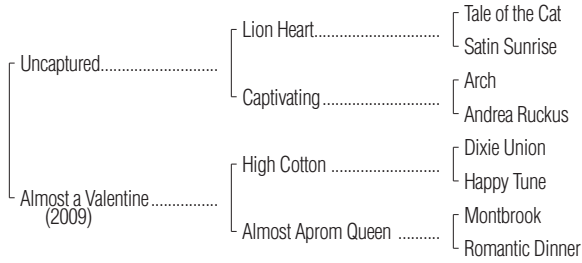 Tale of the Cat
Lion Heart
Satin Sunrise
Uncaptured
Arch
Captivating
Andrea Ruckus
Dixie Union
High Cotton
Happy Tune
Almost a Valentine
(2009)
Montbrook
Almost Aprom Queen
Romantic Dinner